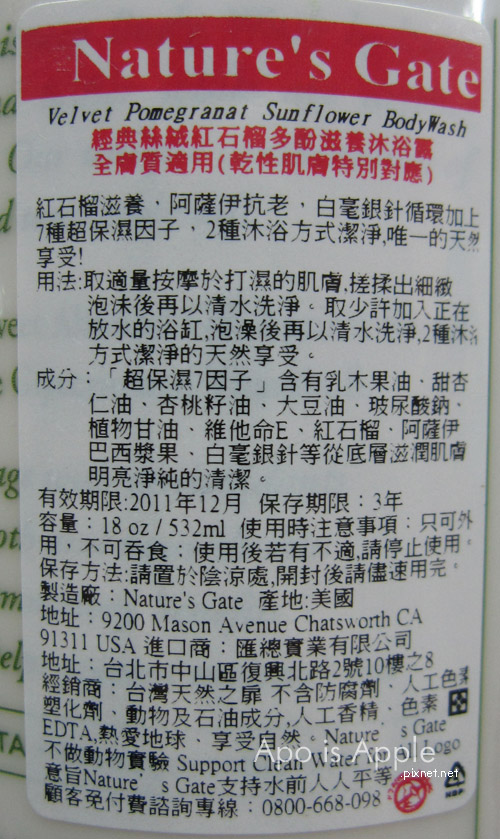 Nature's Gate
Velvet Pomegranat Sunflower BodyWash
經典絲絨紅石榴多酚滋養沐浴露
全膚質適用(乾性肌膚特別對應)
紅石榴滋養，阿薩伊抗老，白毫銀針循環加上
7種超保濕因子，2種沐浴方式潔淨,唯一的天然
享受!
用法:取適量按摩於打濕的肌膚,搓揉出細緻
泡沫後再以清水洗淨。取少許加入正在
放水的浴缸,泡澡後再以清水洗淨,2種沐浴
方式潔淨的天然享受。
成分：「超保濕7因子」含有乳木果油、甜杏
仁油、杏桃籽油、大豆油、玻尿酸鈉、
植物甘油、維他命E、紅石榴、阿薩伊
巴西漿果、白毫銀針等從底層滋潤肌膚
明亮淨純的清潔。
有效期限:2011年12月 保存期限：3年
容量：18 oz / 532ml 使用時注意事項：只可外
用，不可吞食；使用後若有不適,請停止使用。
保存方法:請置於陰涼處,開封後請儘速用完。
製造廠：Nature's Gate 產地:美國
地址：9200 Mason Avenue Chatsworth CA
91311 USA 進口商：匯總實業有限公司
地址：台北市中山區復興北路2號10樓之8
經銷商：台灣天然之扉 不含防腐劑、人工色素
塑化劑、動物及石油成分,人工香精、色素
EDTA,熱愛地球、享受自然。Nature's Gate
不做動物實驗 Support Clean Water Logo
意旨Nature's Gate支持水前人人平等
顧客免付費諮詢專線：0800-668-098
Apo is Apple
pixnet.net